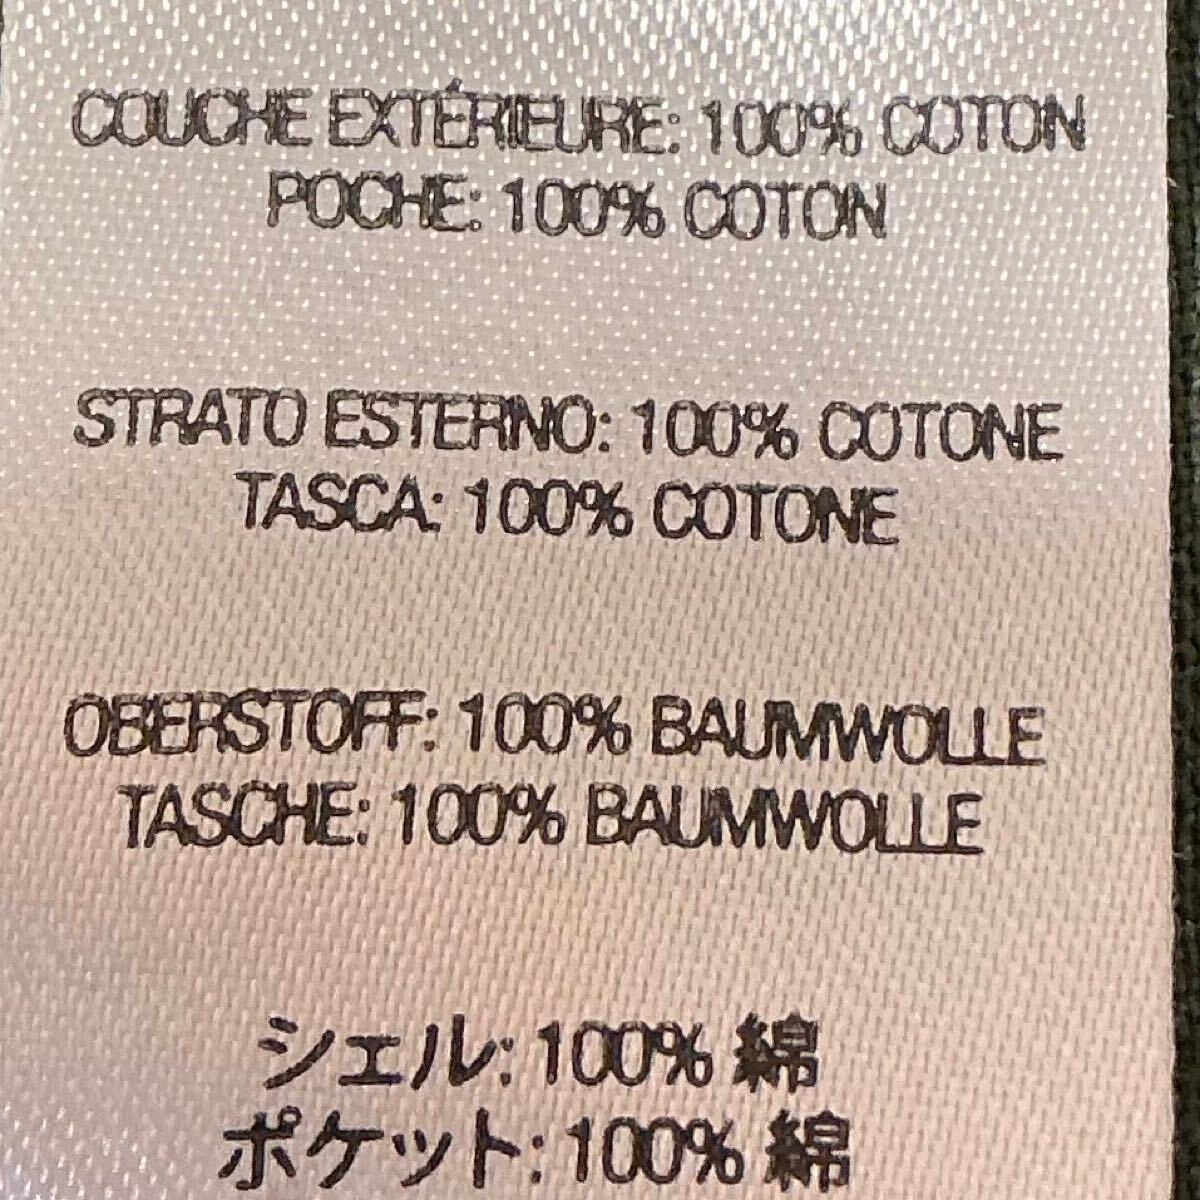 COUCHE EXTÉRIEURE: 100% COTON
POCHE: 100% COTON
STRATO ESTERNO: 100% COTONE
TASCA: 100% COTONE
OBERSTOFF: 100% BAUMWOLLE
TASCHE: 100% BAUMWOLLE
シェル: 100% 綿
ポケット: 100% 綿